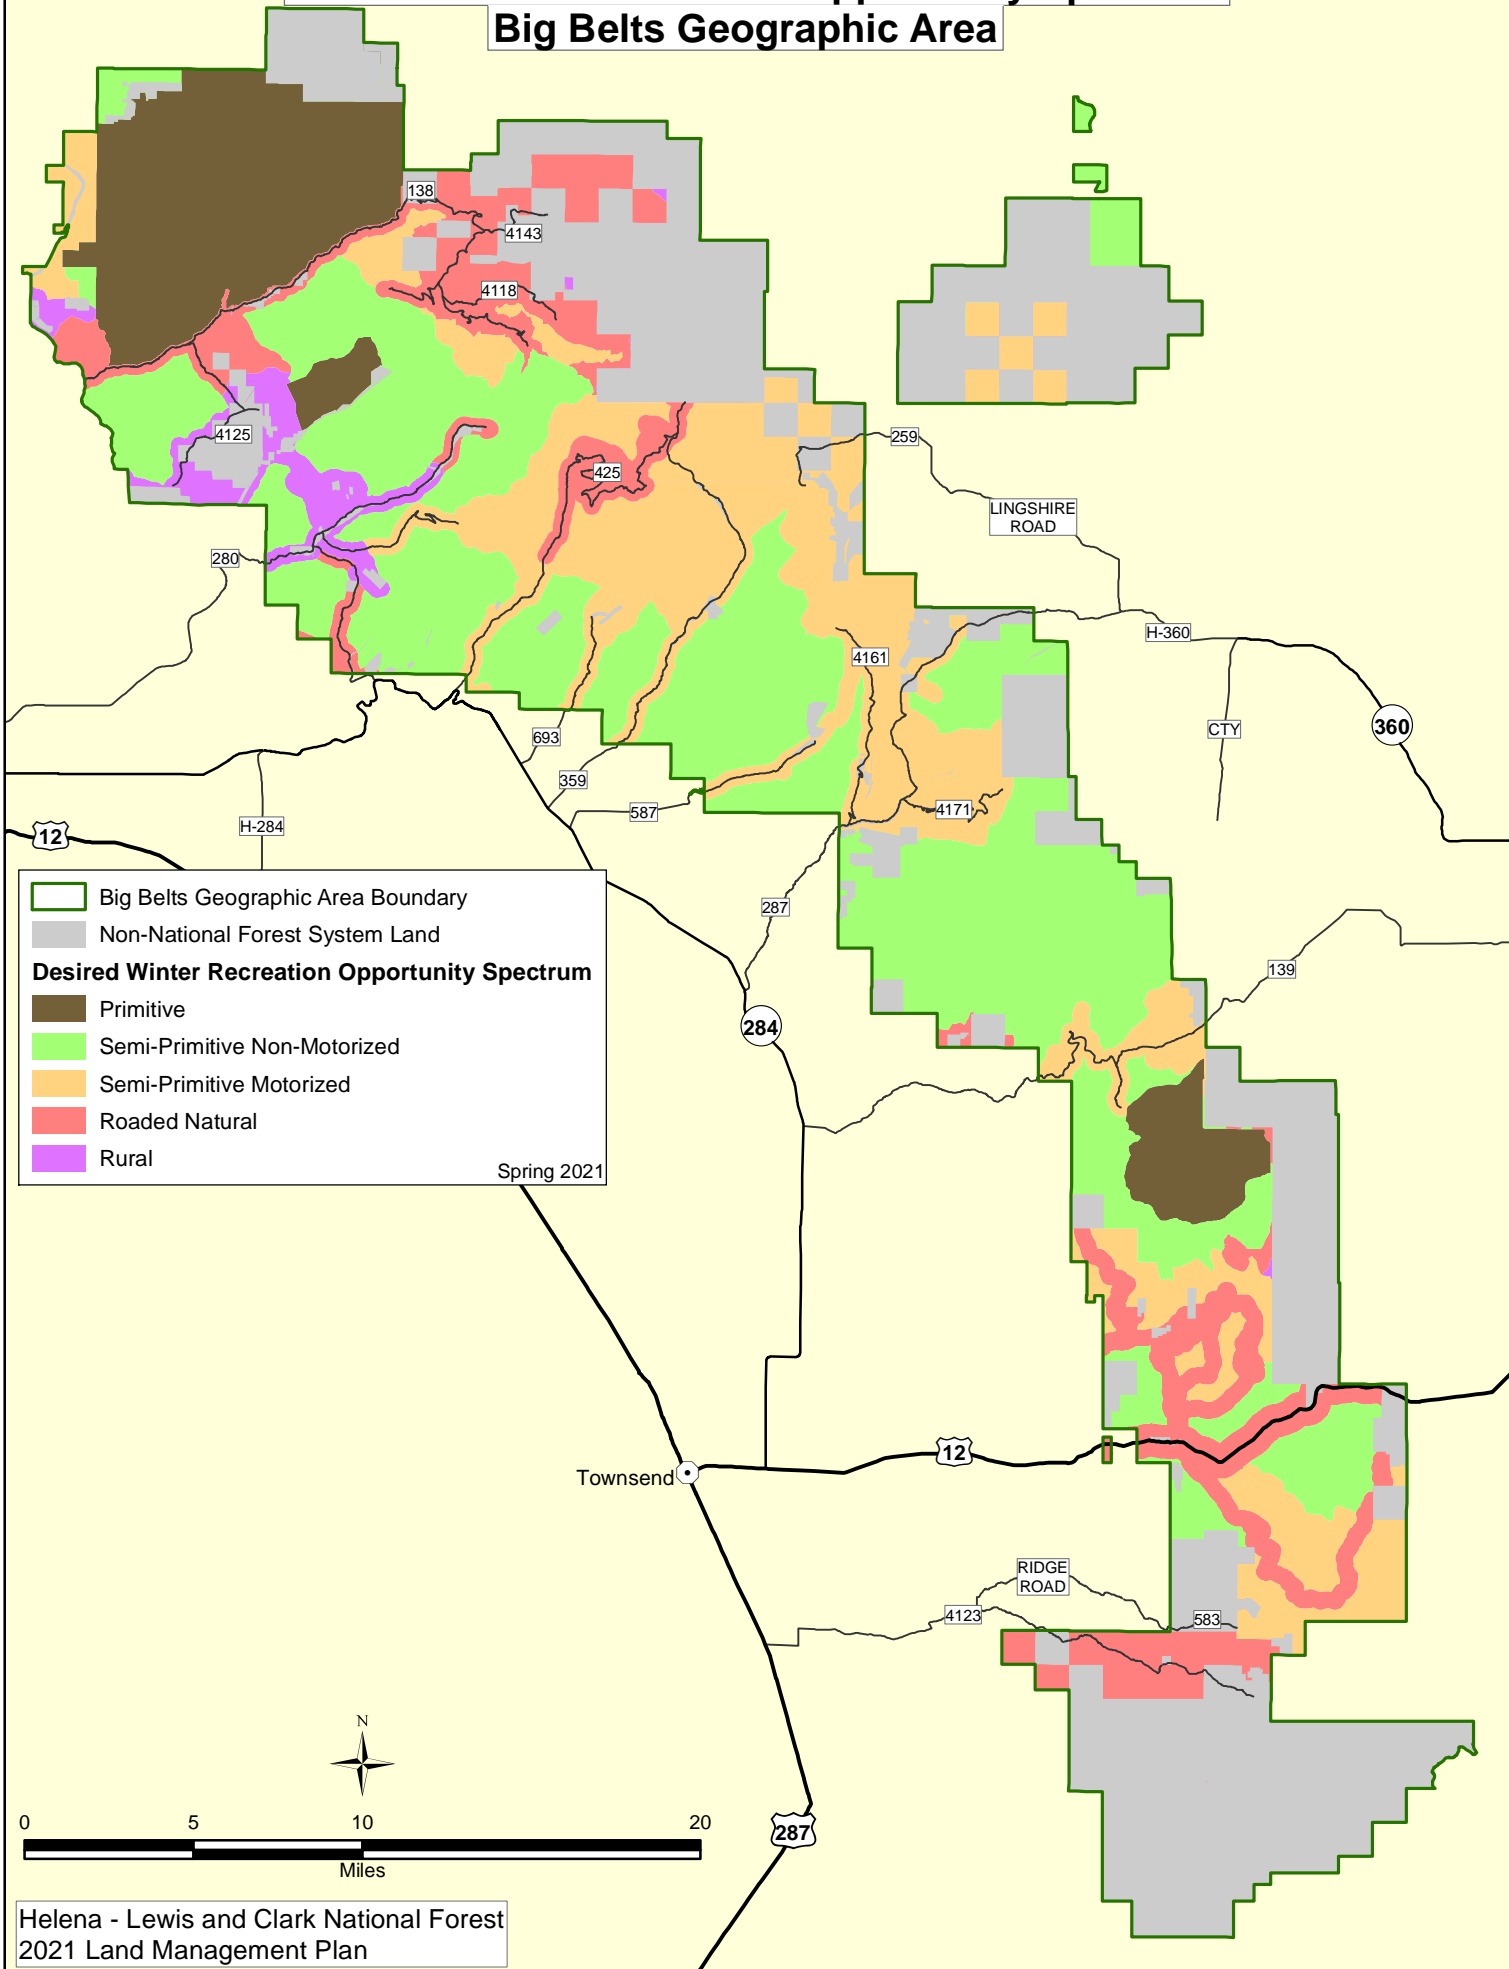 Big Belts Geographic Area
138
4143
4118
4125
425
259
LINGSHIRE
ROAD
280
H-360
4161
360
CTY
693
359
587
4171
12
H-284
287
139
284
Big Belts Geographic Area Boundary
Non-National Forest System Land
Desired Winter Recreation Opportunity Spectrum
Primitive
Semi-Primitive Non-Motorized
Semi-Primitive Motorized
Roaded Natural
Rural
Spring 2021
12
Townsend
RIDGE
ROAD
4123
583
N
0 5 10 20
Miles
287
Helena - Lewis and Clark National Forest
2021 Land Management Plan